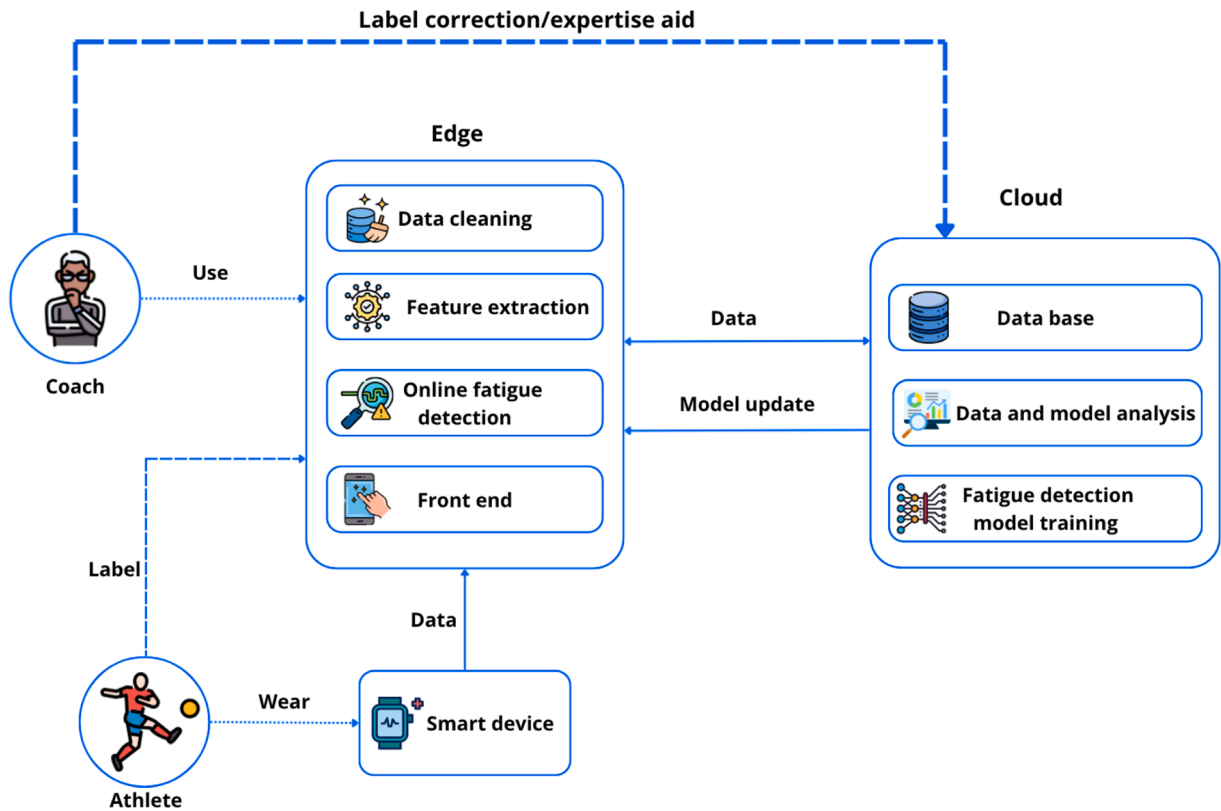 Label correction/expertise aid
Edge
Cloud
Data cleaning
Use
Feature extraction
Data
Data base
Coach
Online fatigue
detection
Model update
Data and model analysis
Front end
Fatigue detection
model training
Label
Data
Wear
Smart device
Athlete